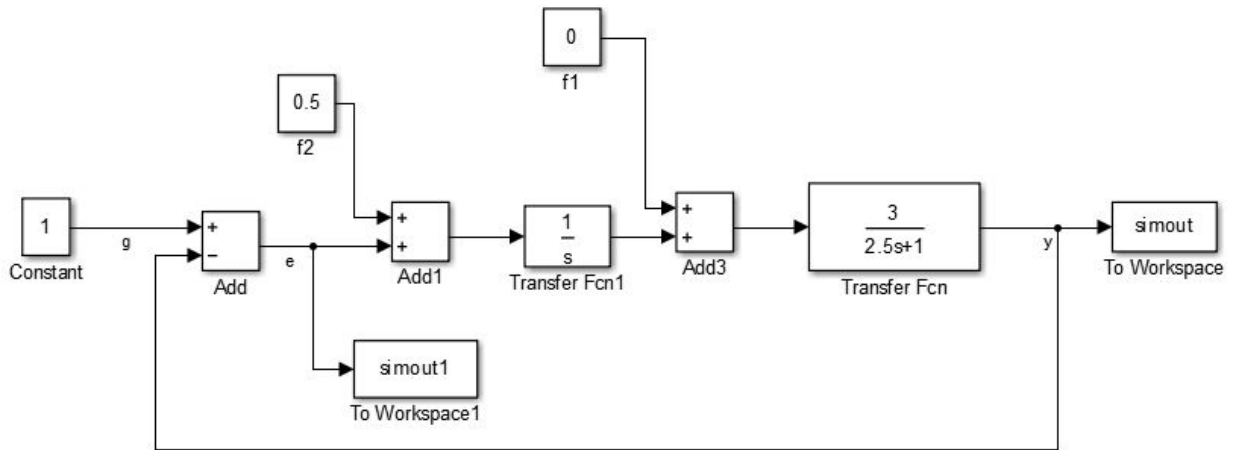 0
f1
0.5
f2
1
Constant
g
+
−
Add
e
+
+
Add1
1
s
Transfer Fcn1
+
+
Add3
3
2.5s+1
Transfer Fcn
y
simout
To Workspace
simout1
To Workspace1